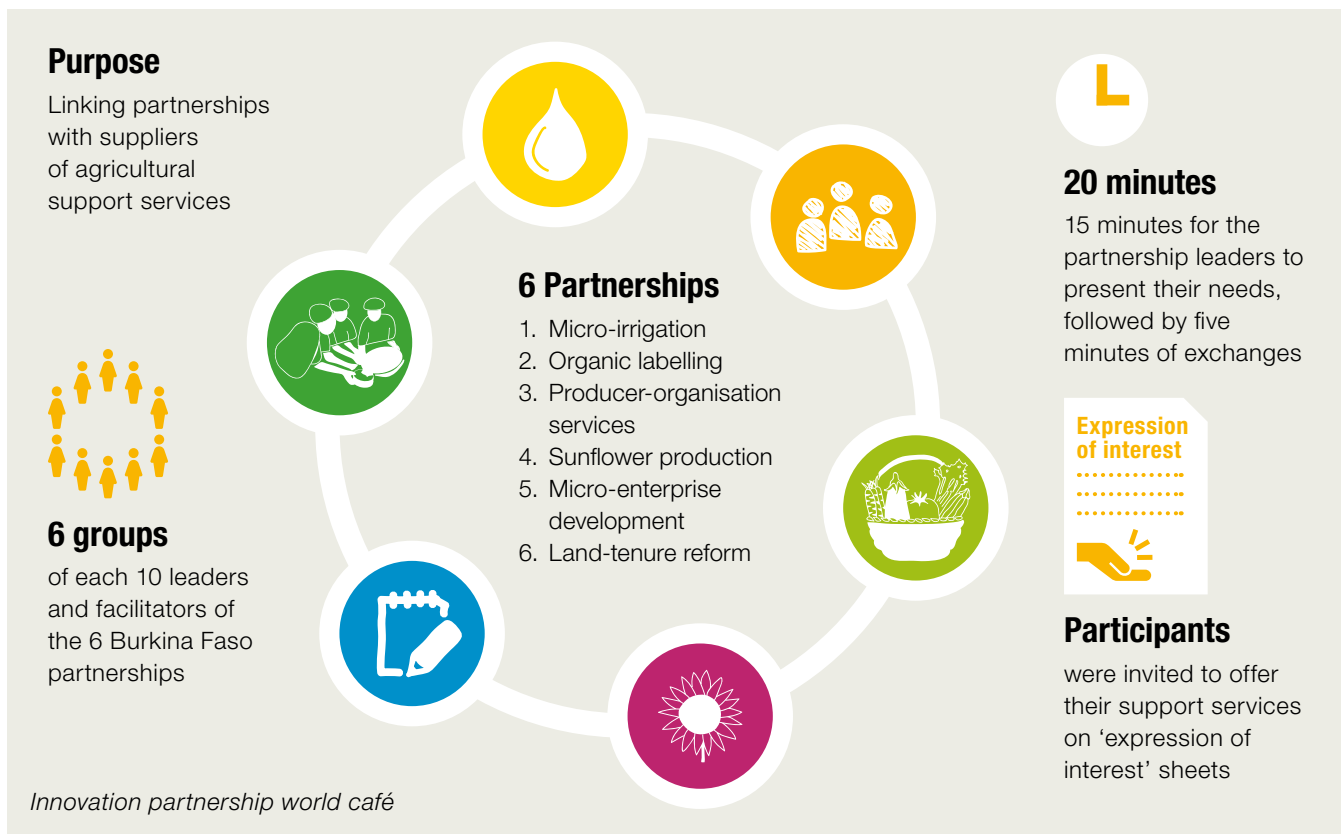 Purpose
Linking partnerships
with suppliers
of agricultural
support services
6 groups
of each 10 leaders
and facilitators of
the 6 Burkina Faso
partnerships
6 Partnerships
1. Micro-irrigation
2. Organic labelling
3. Producer-organisation
services
4. Sunflower production
5. Micro-enterprise
development
6. Land-tenure reform
20 minutes
15 minutes for the
partnership leaders to
present their needs,
followed by five
minutes of exchanges
Expression
of interest
Participants
were invited to offer
their support services
on ‘expression of
interest’ sheets
Innovation partnership world café